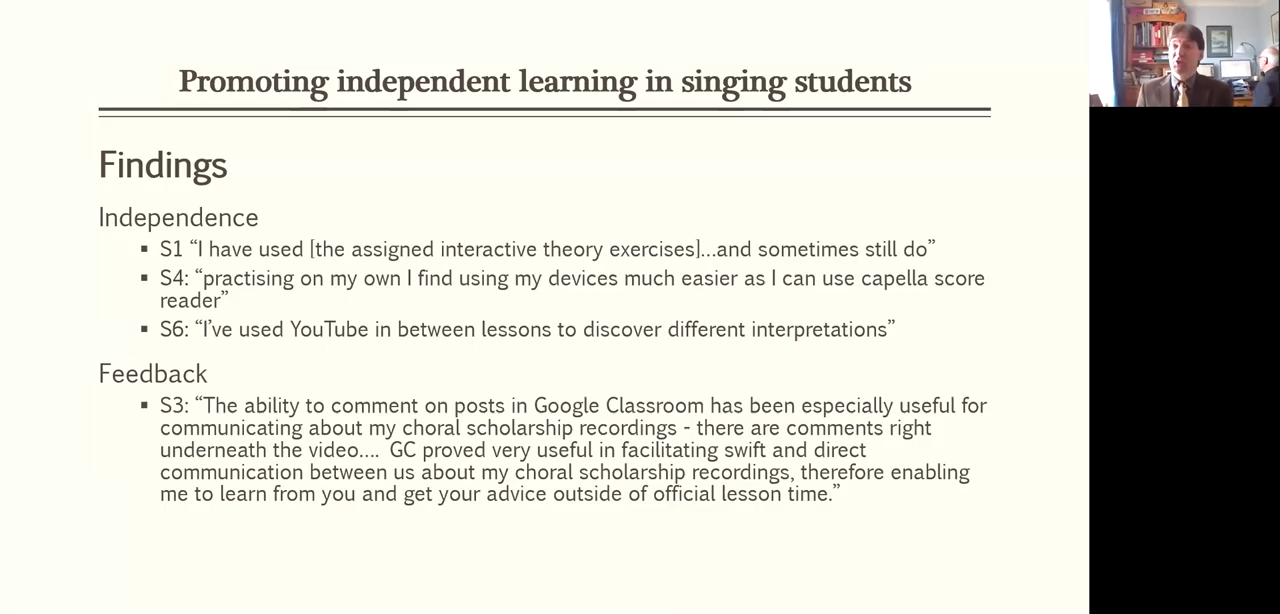 Promoting independent learning in singing students
Findings
Independence
▪ S1 “I have used [the assigned interactive theory exercises]...and sometimes still do”
▪ S4: “practising on my own I find using my devices much easier as I can use capella score
reader”
▪ S6: “I’ve used YouTube in between lessons to discover different interpretations”
Feedback
▪ S3: “The ability to comment on posts in Google Classroom has been especially useful for
communicating about my choral scholarship recordings - there are comments right
underneath the video.... GC proved very useful in facilitating swift and direct
communication between us about my choral scholarship recordings, therefore enabling
me to learn from you and get your advice outside of official lesson time.”